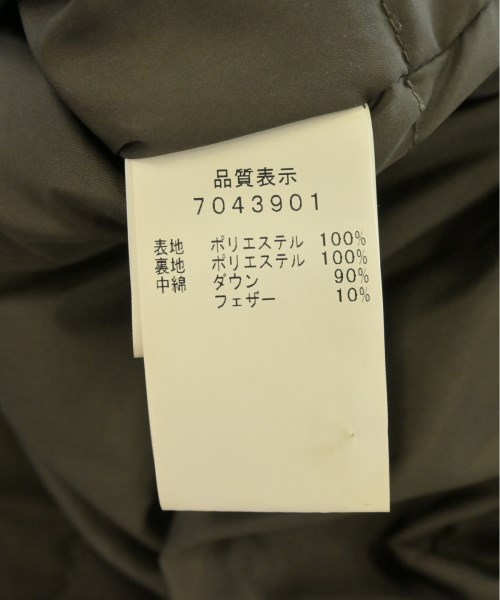 品質表示
7043901
表地 ポリエステル 100%
裏地 ポリエステル 100%
中綿 ダウン 90%
フェザー 10%